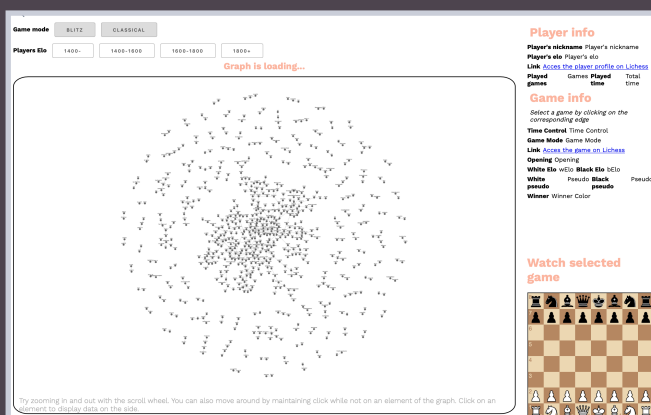 Game mode BLITZ CLASSICAL
Players Elo 1400- 1400-1600 1600-1800 1800+
Graph is loading...
Try zooming in and out with the scroll wheel. You can also move around by maintaining click while not on an element of the graph. Click on an
element to display data on the side.
Player info
Player's nickname Player's nickname
Player's elo Player's elo
Link Acces the player profile on Lichess
Played games Games Played time Total time
Game info
Select a game by clicking on the
corresponding edge
Time Control Time Control
Game Mode Game Mode
Link Acces the game on Lichess
Opening Opening
White Elo wElo Black Elo bElo
White pseudo Pseudo Black pseudo Pseudo
Winner Winner Color
Watch selected
game